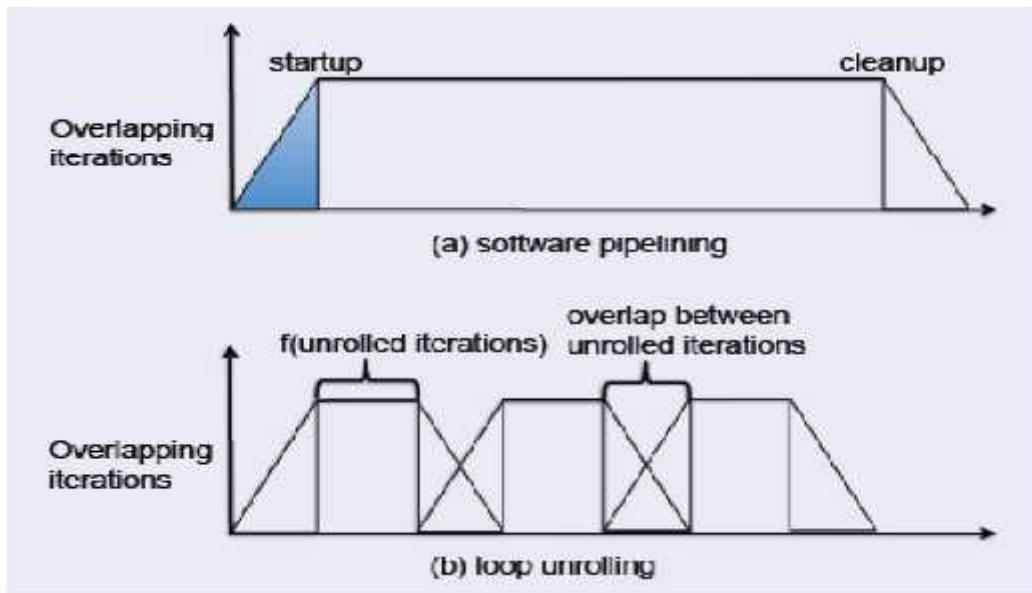 startup
cleanup
Overlapping
iterations
(a) software pipelining
overlap between
f(unrolled iterations)
unrolled iterations
Overlapping
iterations
(b) loop unrolling